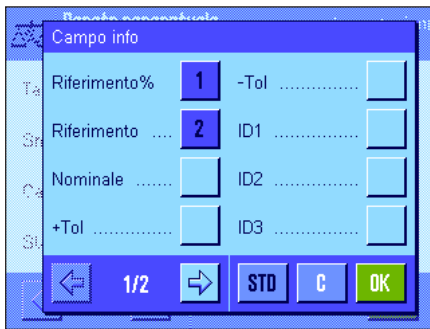 Campo info
Riferimento% 1
Riferimento .... 2
Nominale .......
+Tol ..............
-Tol ...............
ID1 ................
ID2 ................
ID3 ................
1/2
STD
C
OK